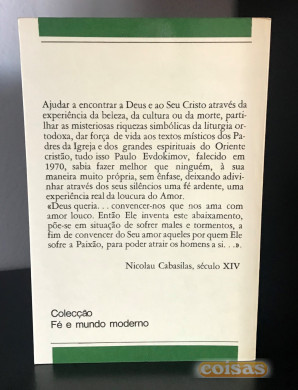 Ajudar a encontrar a Deus e ao Seu Cristo através da
experiência da beleza, da cultura ou da morte, parti-
lhar as misteriosas riquezas simbólicas da liturgia or-
todoxa, dar força de vida aos textos místicos dos Pa-
dres da Igreja e dos grandes espirituais do Oriente
cristão, tudo isso Paulo Evdokimov, falecido em
1970, sabia fazer melhor que ninguém, à sua
maneira muito própria, sem ênfase, deixando adivi-
nhar através dos seus silêncios uma fé ardente, uma
experiência real da loucura do Amor.
«Deus queria... convencer-nos que nos ama com
amor louco. Então Ele inventa este abaixamento,
põe-se em situação de sofrer males e tormentos, a
fim de convencer do Seu amor aqueles por quem Ele
sofre a Paixão, para poder atrair os homens a si...».
Nicolau Cabasilas, século XIV
Colecção
Fé e mundo moderno
coisas